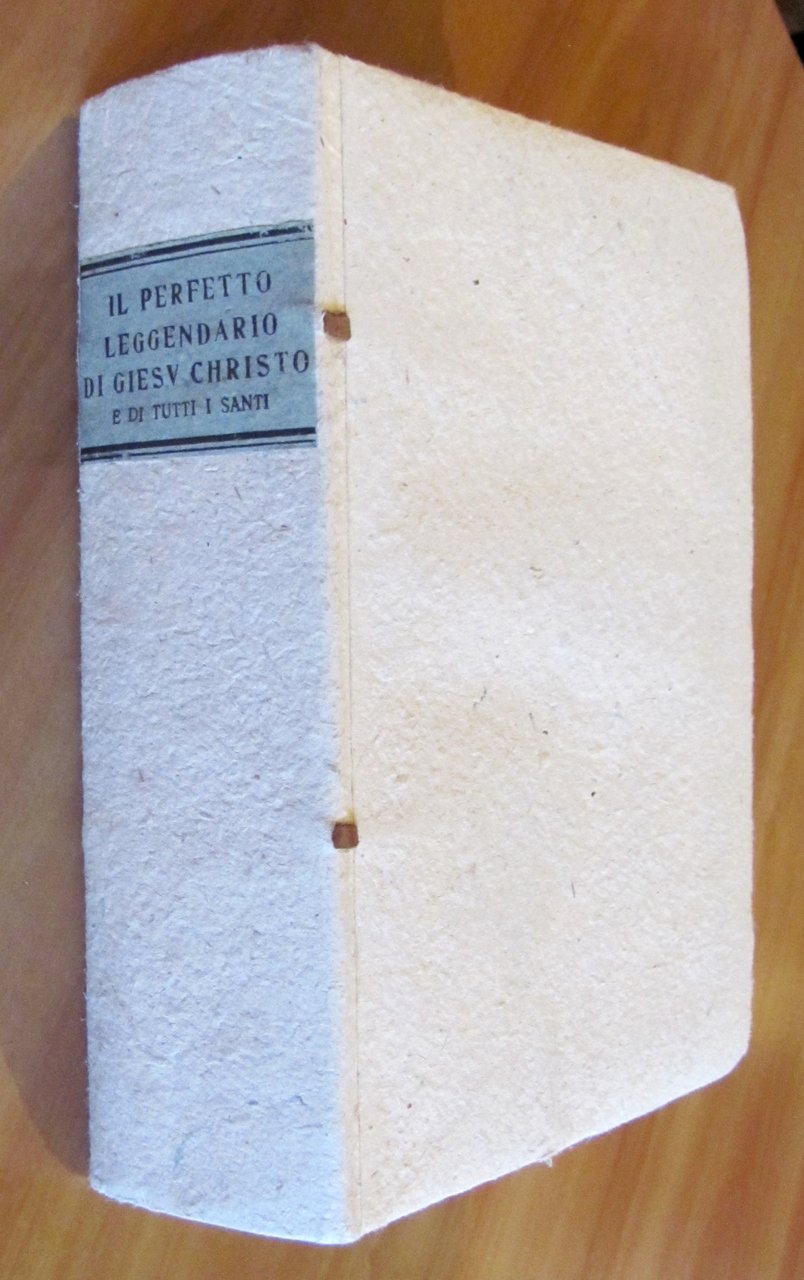 IL PERFETTO
LEGGENDARIO
DI GIESV CHRISTO
E DI TUTTI I SANTI